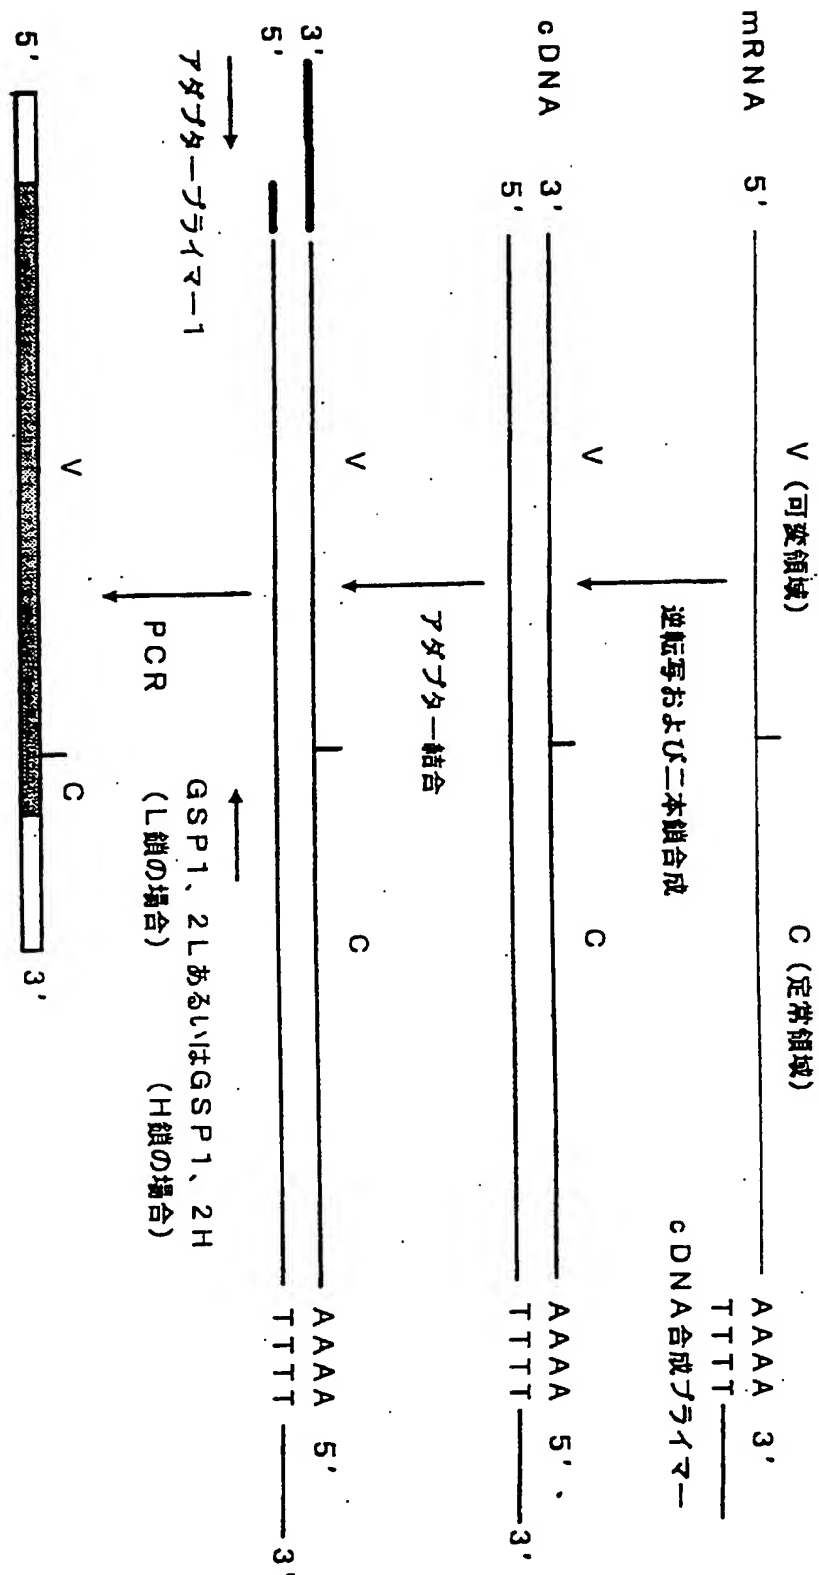 V (可変領域) C (定常領域)
mRNA 5' AAAA 3'
TTTT
cDNA合成プライマー
逆転写および二本鎖合成
V C
cDNA 3' AAAA 5'
5' TTTT 3'
アダプター結合
V C
3' AAAA 5'
5' TTTT 3'
アダプタープライマー1
GSP1、2LあるいはGSP1、2H
PCR (L鎖の場合) (H鎖の場合)
V C
5' 3'